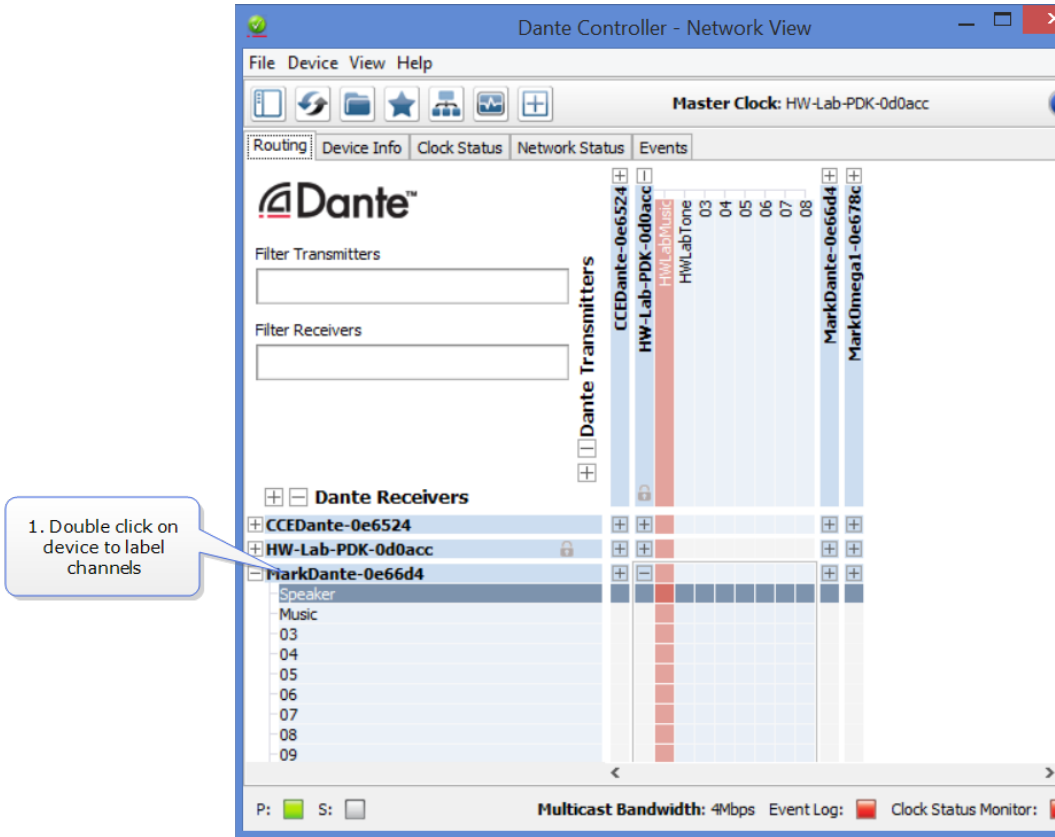 Dante Controller - Network View
File Device View Help
Master Clock: HW-Lab-PDK-0d0acc
Routing Device Info Clock Status Network Status Events
Dante™
Filter Transmitters
Filter Receivers
Dante Transmitters
CCEDante-0e6524
HW-Lab-PDK-0d0acc
HWLabMusic
HWLabTone
03
04
05
06
07
08
MarkDante-0e66d4
MarkOmega1-0e678c
Dante Receivers
1. Double click on
device to label
channels
CCEDante-0e6524
HW-Lab-PDK-0d0acc
MarkDante-0e66d4
Speaker
Music
03
04
05
06
07
08
09
P: S: Multicast Bandwidth: 4Mbps Event Log: Clock Status Monitor: